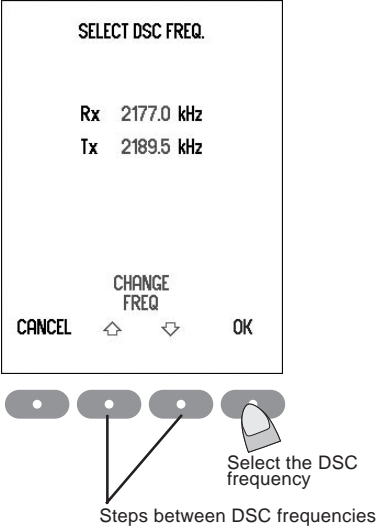 SELECT DSC FREQ.
Rx 2177.0 kHz
Tx 2189.5 kHz
CHANGE
FREQ
CANCEL OK
Select the DSC
frequency
Steps between DSC frequencies